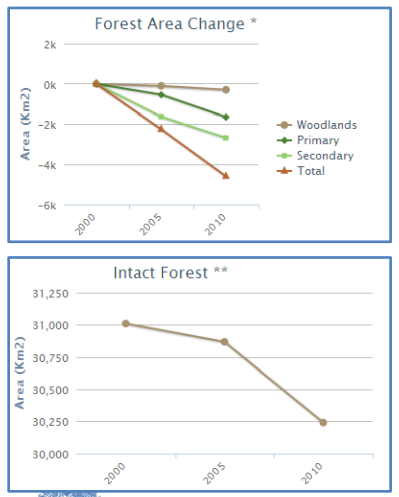 Forest Area Change *
2k
0k
-2k
-4k
-6k
Area (Km2)
2000
2005
2010
Woodlands
Primary
Secondary
Total
Intact Forest **
31,250
31,000
30,750
30,500
30,250
30,000
Area (Km2)
2000
2005
2010